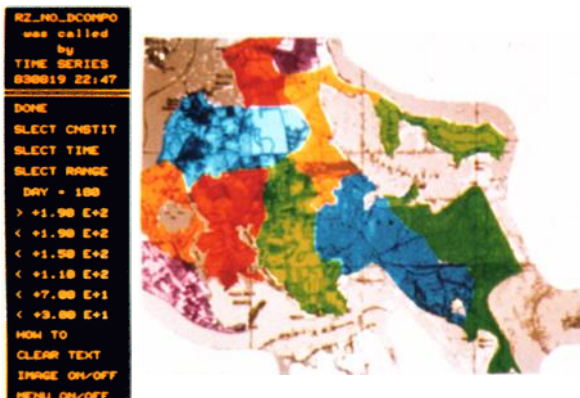 RZ_NO_DCOMPO
was called
by
TIME SERIES
830819 22:47
DONE
SLECT CNSTIT
SLECT TIME
SLECT RANGE
DAY = 180
> +1.90 E+2
< +1.90 E+2
< +1.50 E+2
< +1.10 E+2
< +7.00 E+1
< +3.00 E+1
HOW TO
CLEAR TEXT
IMAGE ON/OFF
MENU ON/OFF